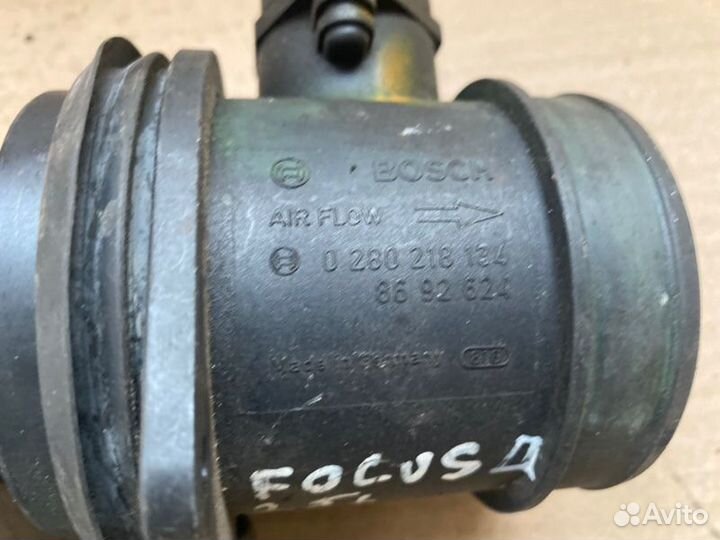 BOSCH
AIR FLOW
0 280 218 134
86 92 624
Made in Germany
FOCUS Д
Avito